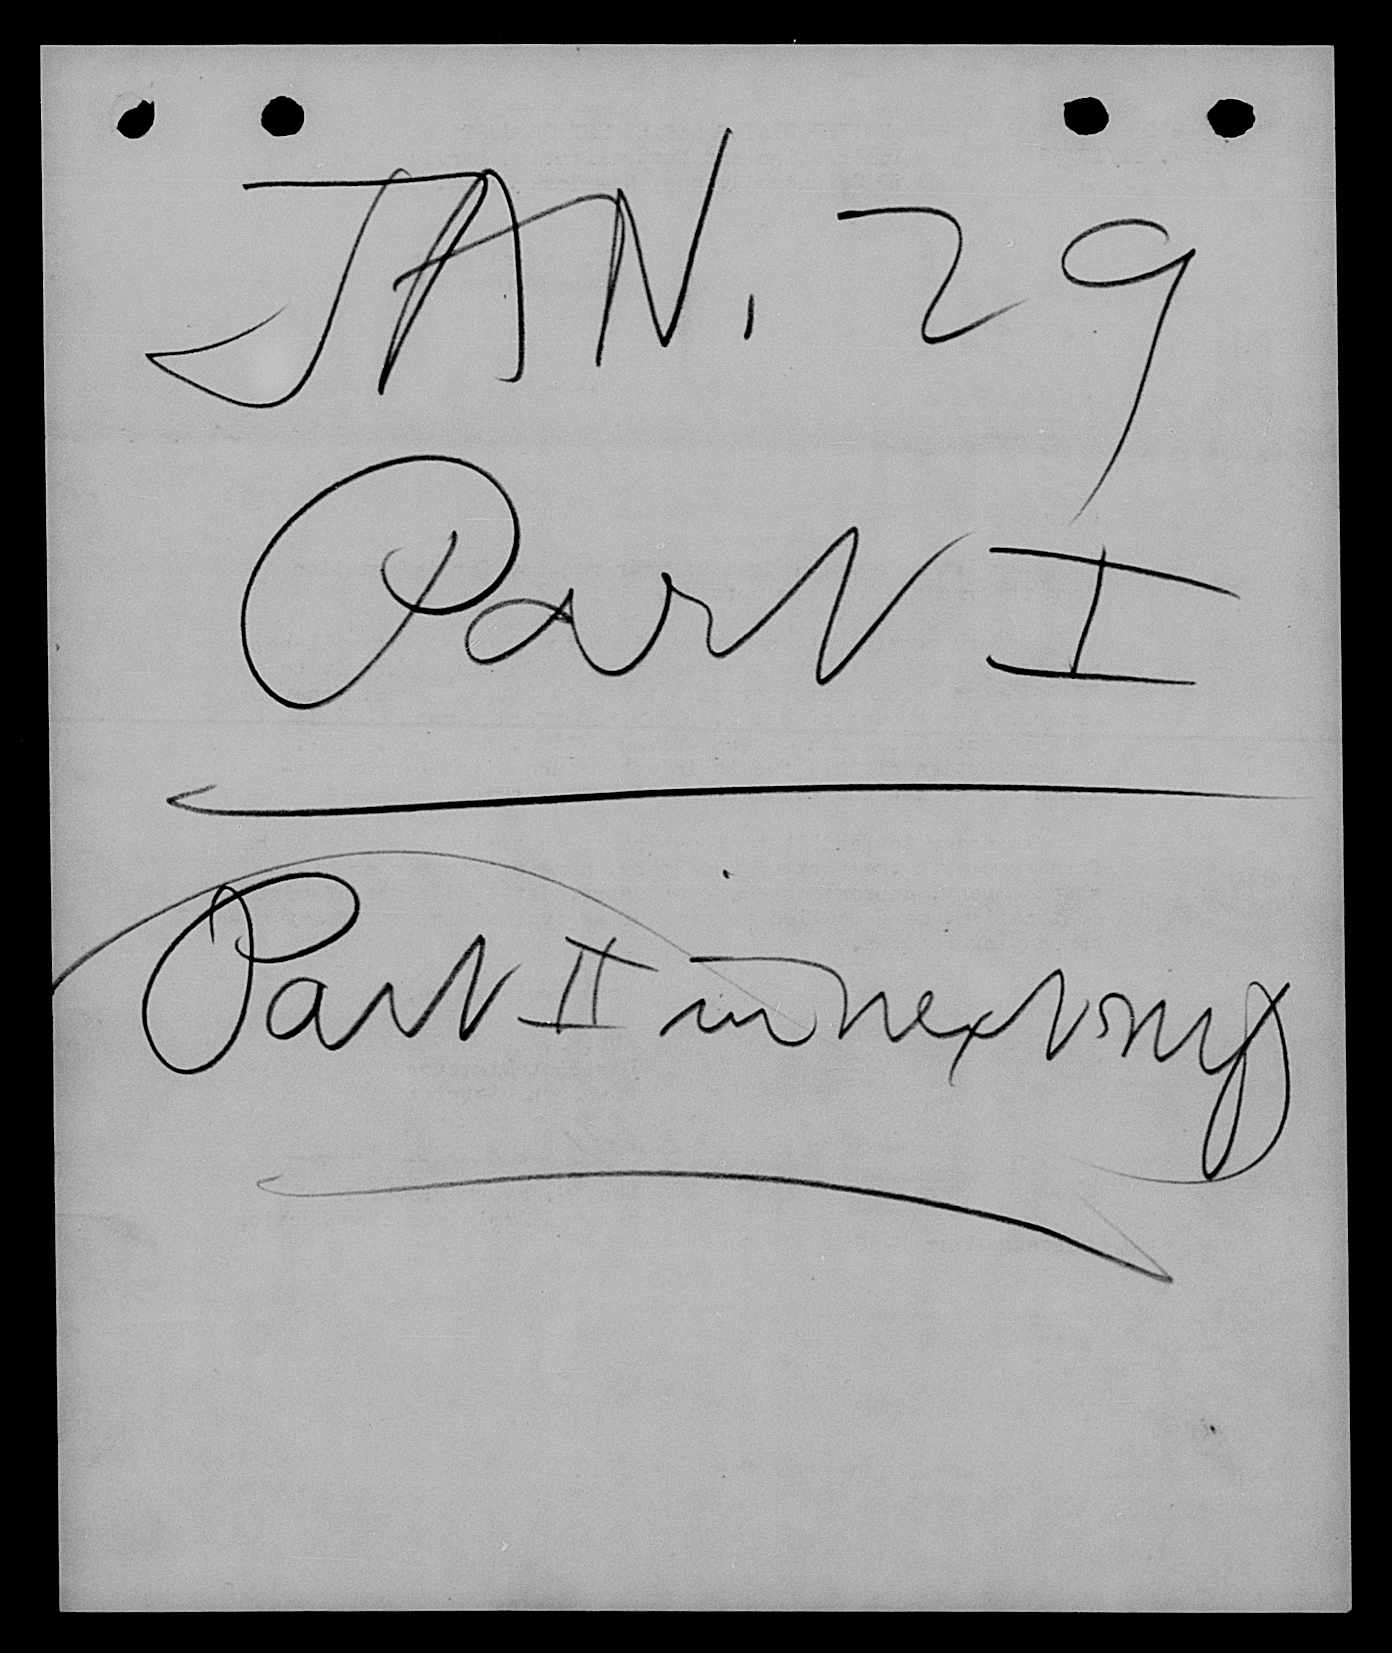 JAN. 29
Part I
Part II in next